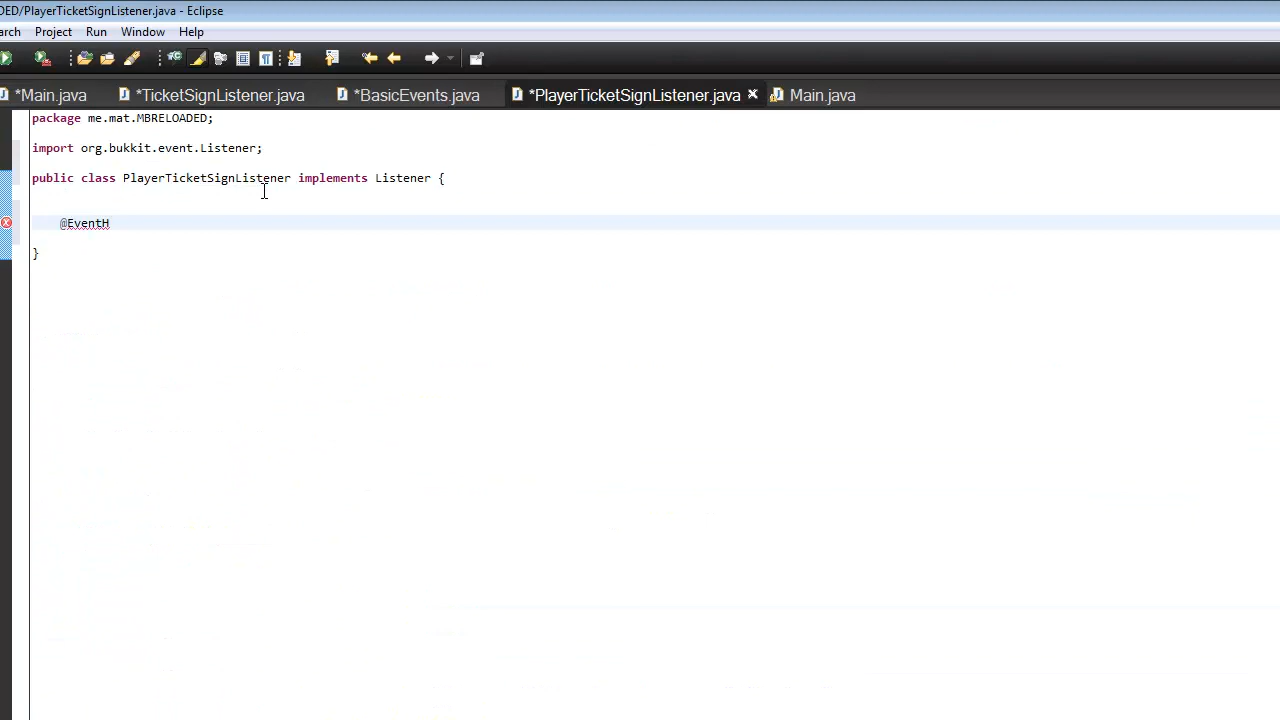 DED/PlayerTicketSignListener.java - Eclipse
arch Project Run Window Help
*Main.java *TicketSignListener.java *BasicEvents.java *PlayerTicketSignListener.java Main.java
package me.mat.MBRELOADED;
import org.bukkit.event.Listener;
public class PlayerTicketSignListener implements Listener {
@EventH
}